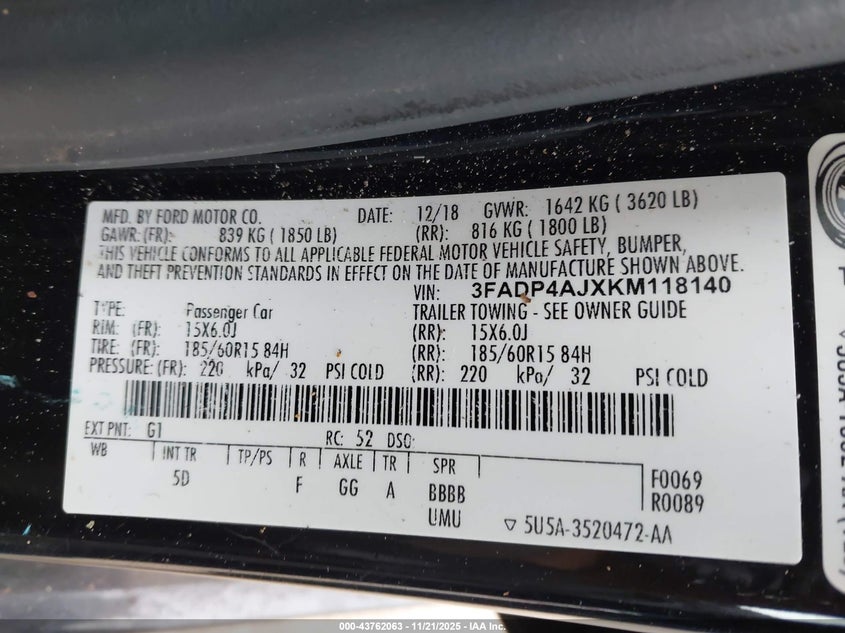 MFD. BY FORD MOTOR CO. DATE: 12/18 GVWR: 1642 KG ( 3620 LB)
GAWR: (FR): 839 KG ( 1850 LB) (RR): 816 KG ( 1800 LB)
THIS VEHICLE CONFORMS TO ALL APPLICABLE FEDERAL MOTOR VEHICLE SAFETY, BUMPER,
AND THEFT PREVENTION STANDARDS IN EFFECT ON THE DATE OF MANUFACTURE SHOWN ABOVE.
VIN: 3FADP4AJXKM118140
TYPE: Passenger Car TRAILER TOWING - SEE OWNER GUIDE
RIM: (FR): 15X6.0J (RR): 15X6.0J
TIRE: (FR): 185/60R15 84H (RR): 185/60R15 84H
PRESSURE: (FR): 220 kPa/ 32 PSI COLD (RR): 220 kPa/ 32 PSI COLD
EXT PNT: G1 RC: 52 DSO:
WB INT TR TP/PS R AXLE TR SPR
5D F GG A BBBB F0069
R0089
UMU ▽ 5U5A-3520472-AA
000-43762063 - 11/21/2025 - IAA Inc.